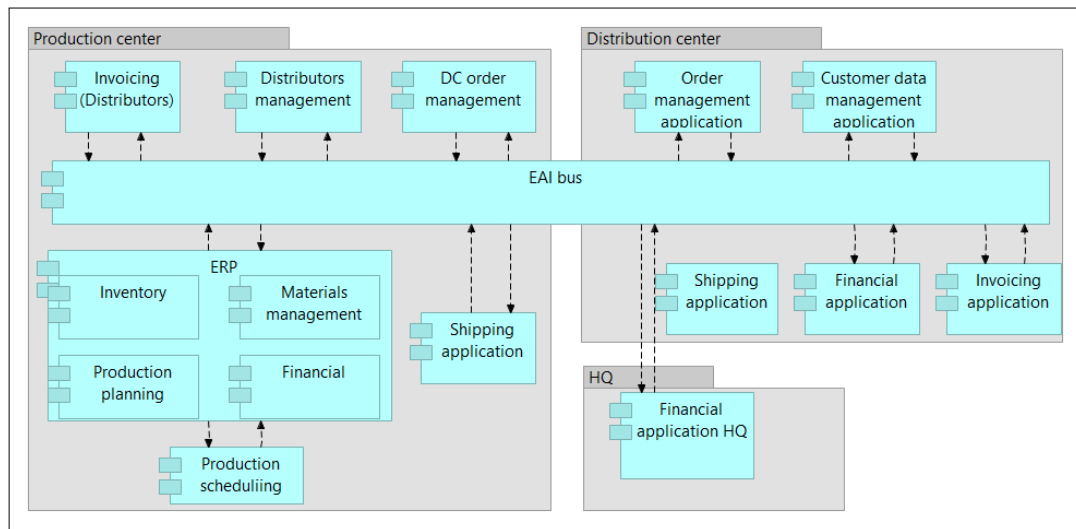 Production center
Invoicing
(Distributors)
Distributors
management
DC order
management
Distribution center
Order
management
application
Customer data
management
application
EAI bus
ERP
Inventory
Materials
management
Production
planning
Financial
Shipping
application
Production
scheduliing
Shipping
application
Financial
application
Invoicing
application
HQ
Financial
application HQ